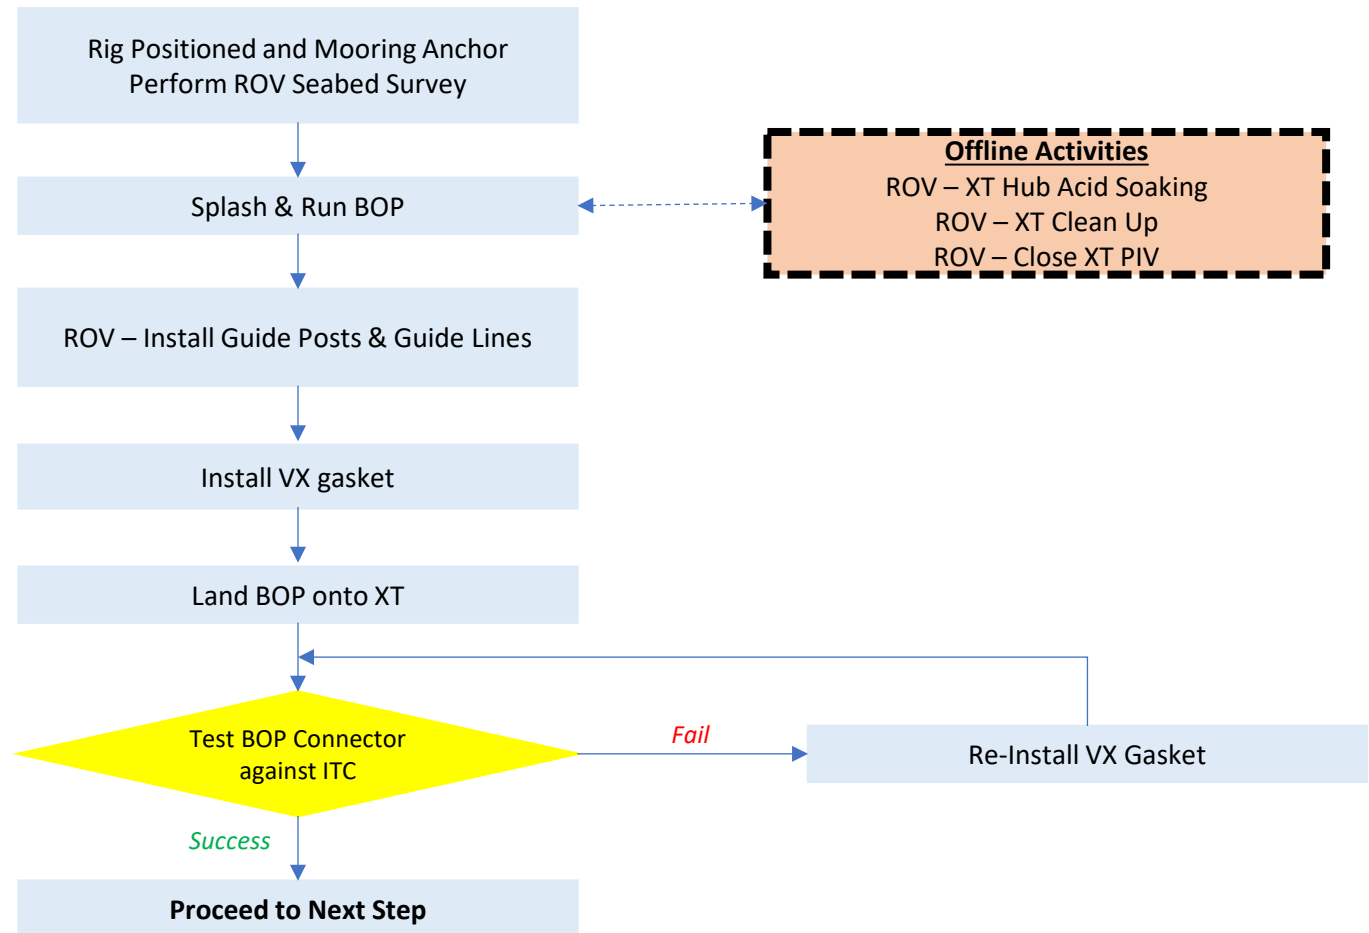 Rig Positioned and Mooring Anchor
Perform ROV Seabed Survey
Offline Activities
ROV – XT Hub Acid Soaking
ROV – XT Clean Up
ROV – Close XT PIV
Splash & Run BOP
ROV – Install Guide Posts & Guide Lines
Install VX gasket
Land BOP onto XT
Test BOP Connector
against ITC
Fail
Re-Install VX Gasket
Success
Proceed to Next Step